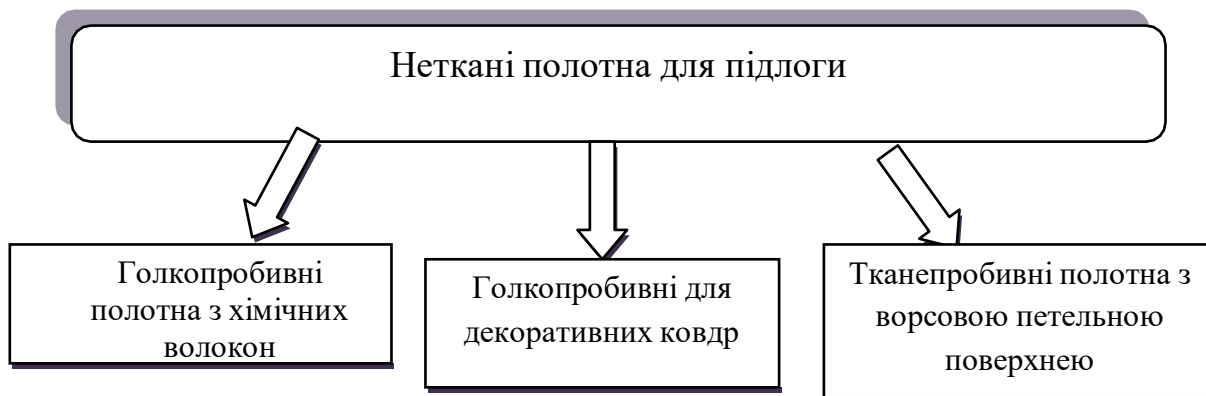 Неткані полотна для підлоги
Голкопробивні
полотна з хімічних
волокон
Голкопробивні для
декоративних ковдр
Тканепробивні полотна з
ворсовою петельною
поверхнею